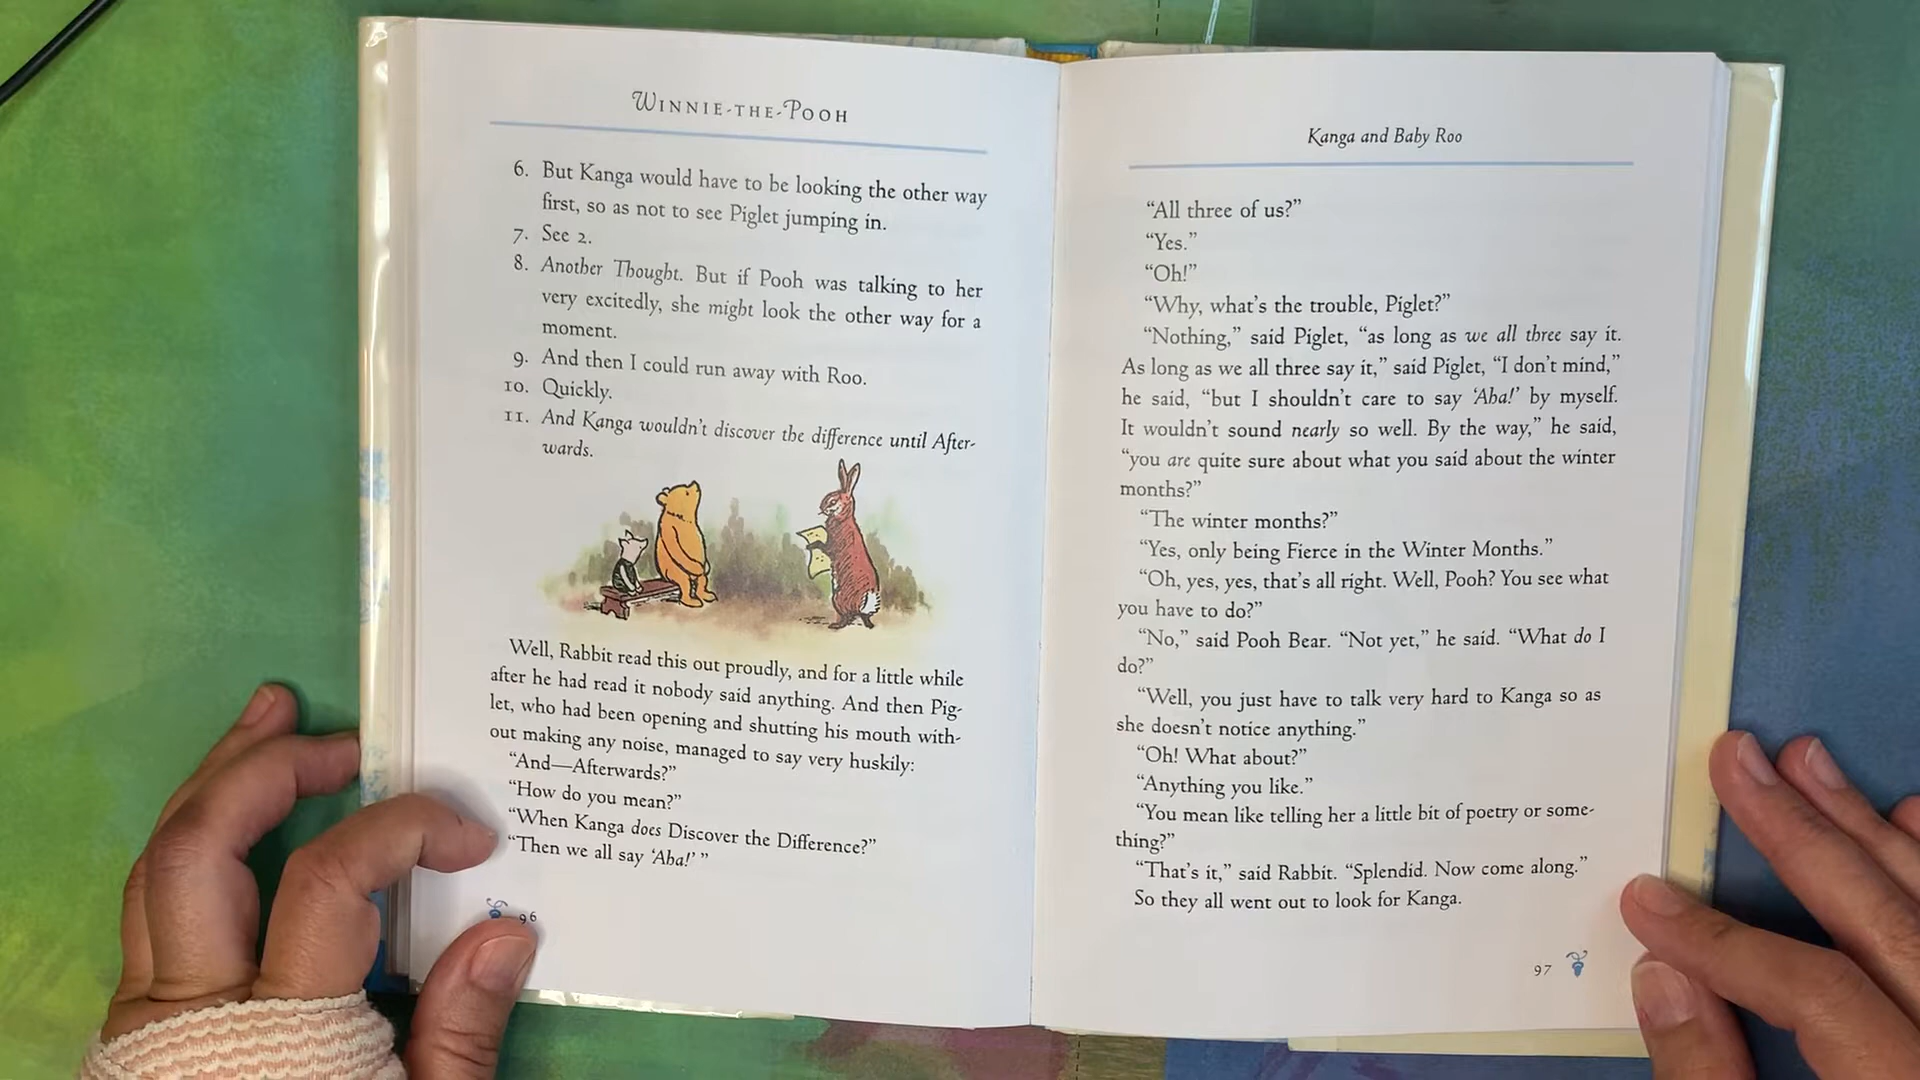 WINNIE-THE-POOH
6. But Kanga would have to be looking the other way
first, so as not to see Piglet jumping in.
7. See 2.
8. Another Thought. But if Pooh was talking to her
very excitedly, she might look the other way for a
moment.
9. And then I could run away with Roo.
10. Quickly.
11. And Kanga wouldn't discover the difference until After-
wards.
Well, Rabbit read this out proudly, and for a little while
after he had read it nobody said anything. And then Pig-
let, who had been opening and shutting his mouth with-
out making any noise, managed to say very huskily:
“And—Afterwards?”
“How do you mean?”
“When Kanga does Discover the Difference?”
“Then we all say ‘Aha!’ ”
96
Kanga and Baby Roo
“All three of us?”
“Yes.”
“Oh!”
“Why, what's the trouble, Piglet?”
“Nothing,” said Piglet, “as long as we all three say it.
As long as we all three say it,” said Piglet, “I don't mind,”
he said, “but I shouldn't care to say ‘Aha!’ by myself.
It wouldn't sound nearly so well. By the way,” he said,
“you are quite sure about what you said about the winter
months?”
“The winter months?”
“Yes, only being Fierce in the Winter Months.”
“Oh, yes, yes, that's all right. Well, Pooh? You see what
you have to do?”
“No,” said Pooh Bear. “Not yet,” he said. “What do I
do?”
“Well, you just have to talk very hard to Kanga so as
she doesn't notice anything.”
“Oh! What about?”
“Anything you like.”
“You mean like telling her a little bit of poetry or some-
thing?”
“That's it,” said Rabbit. “Splendid. Now come along.”
So they all went out to look for Kanga.
97